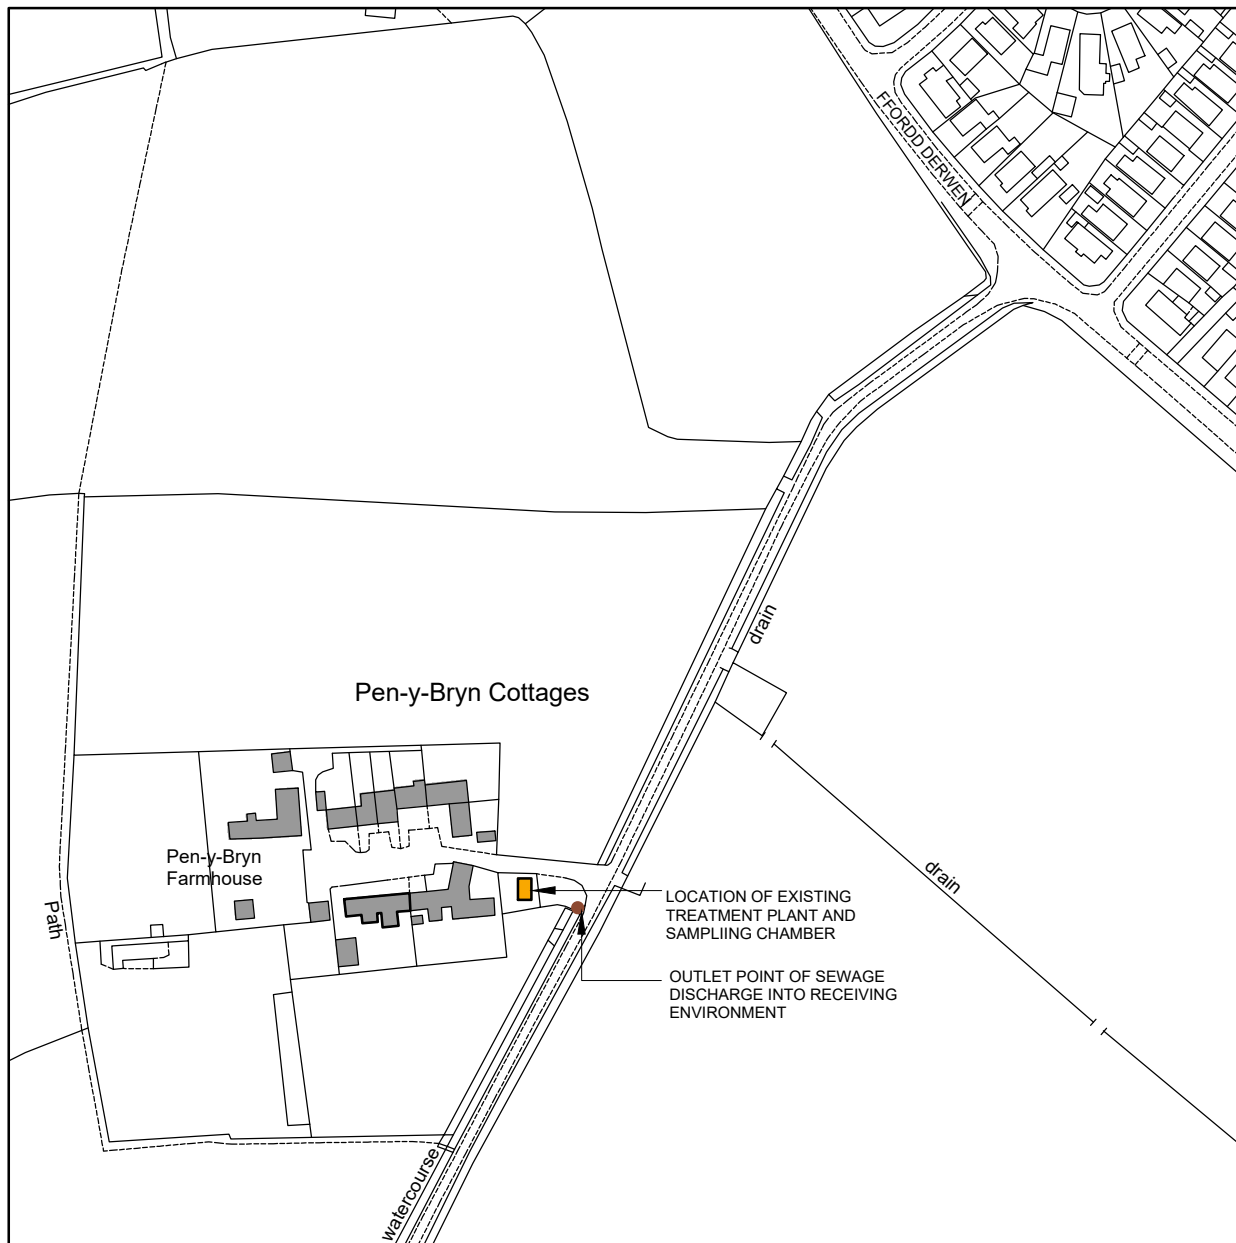 FFORDD DERWEN
drain
Pen-y-Bryn Cottages
Pen-y-Bryn
Farmhouse
drain
Path
LOCATION OF EXISTING
TREATMENT PLANT AND
SAMPLIING CHAMBER
OUTLET POINT OF SEWAGE
DISCHARGE INTO RECEIVING
ENVIRONMENT
watercourse